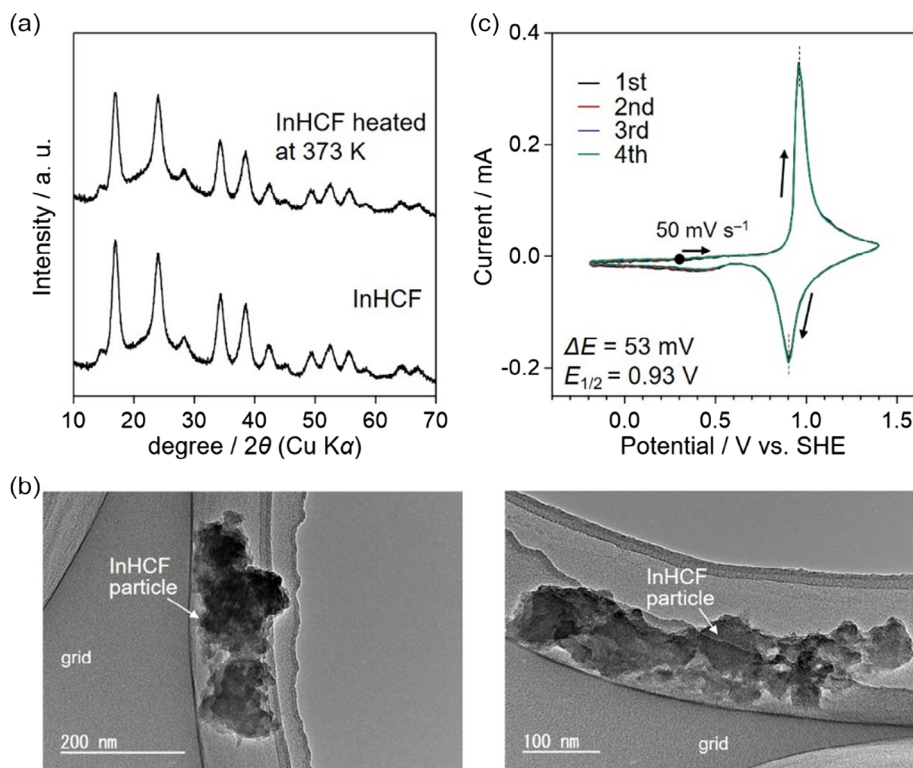 (a)
InHCF heated
at 373 K
InHCF
Intensity / a. u.
10 20 30 40 50 60 70
degree / 2θ (Cu Kα)
(c)
0.4
0.2
0.0
-0.2
Current / mA
1st
2nd
3rd
4th
50 mV s⁻¹
ΔE = 53 mV
E1/2 = 0.93 V
0.0 0.5 1.0 1.5
Potential / V vs. SHE
(b)
InHCF
particle
grid
200 nm
InHCF
particle
100 nm
grid